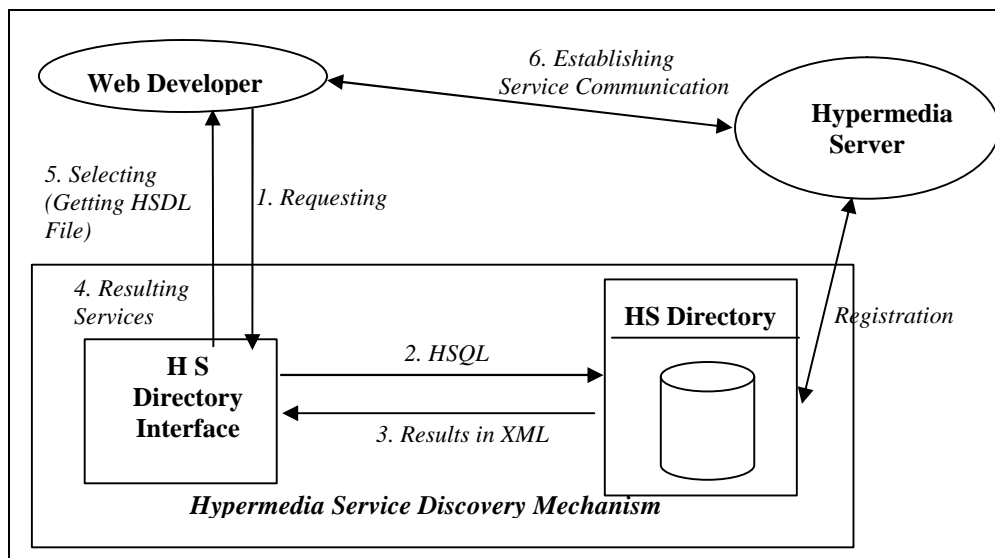 6. Establishing
Service Communication
Web Developer
Hypermedia
Server
5. Selecting
(Getting HSDL
File)
1. Requesting
4. Resulting
Services
HS Directory
Registration
H S
Directory
Interface
2. HSQL
3. Results in XML
Hypermedia Service Discovery Mechanism